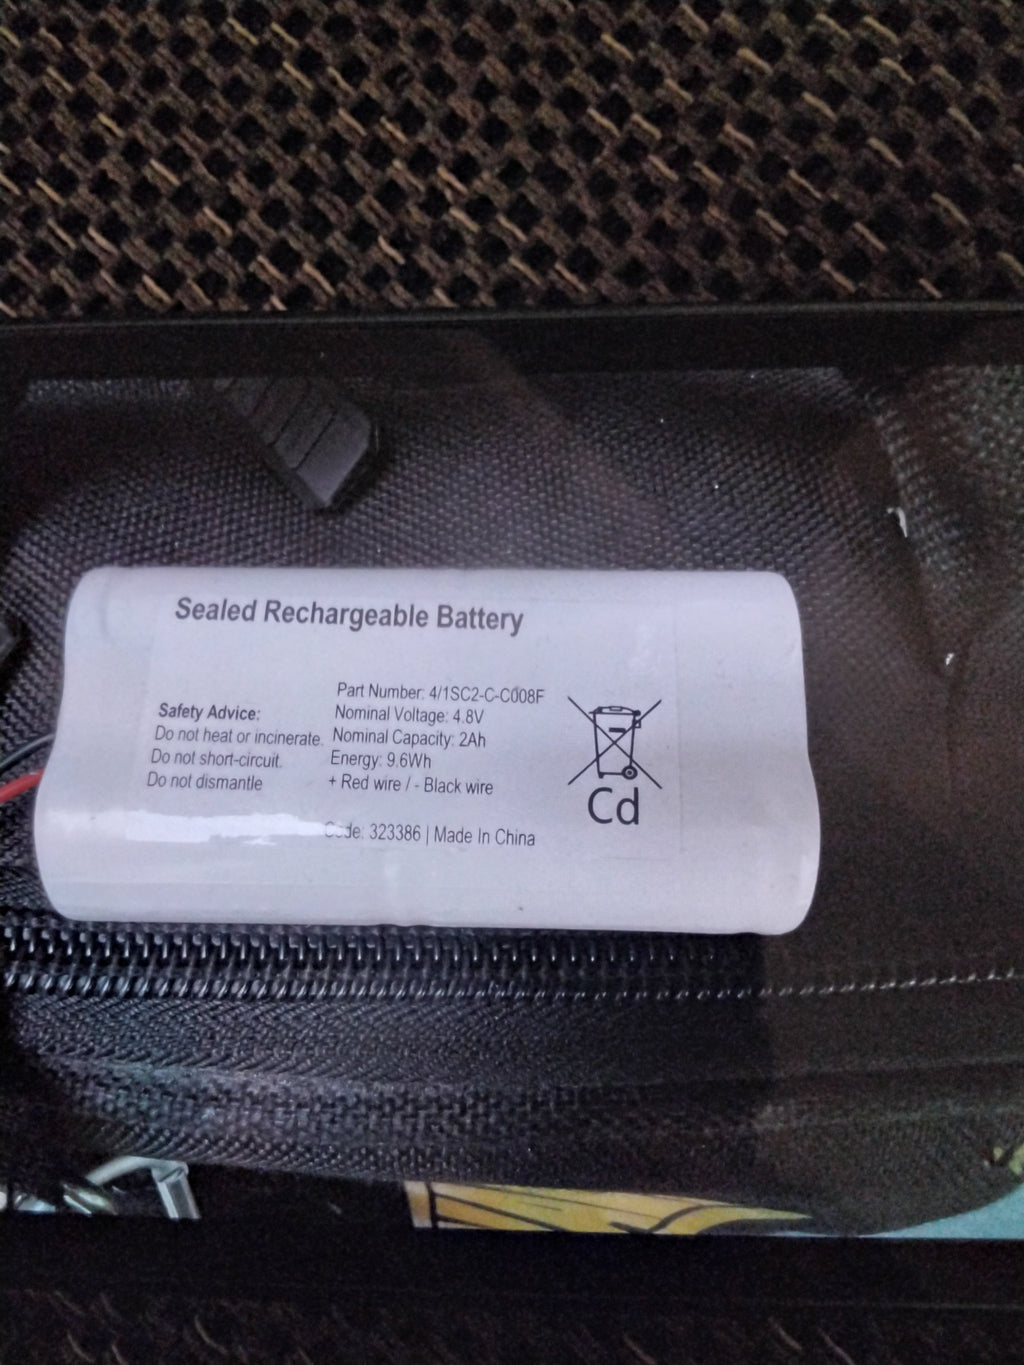 Sealed Rechargeable Battery
Safety Advice:
Do not heat or incinerate.
Do not short-circuit.
Do not dismantle
Part Number: 4/1SC2-C-C008F
Nominal Voltage: 4.8V
Nominal Capacity: 2Ah
Energy: 9.6Wh
+ Red wire / - Black wire
Code: 323386 | Made In China
Cd